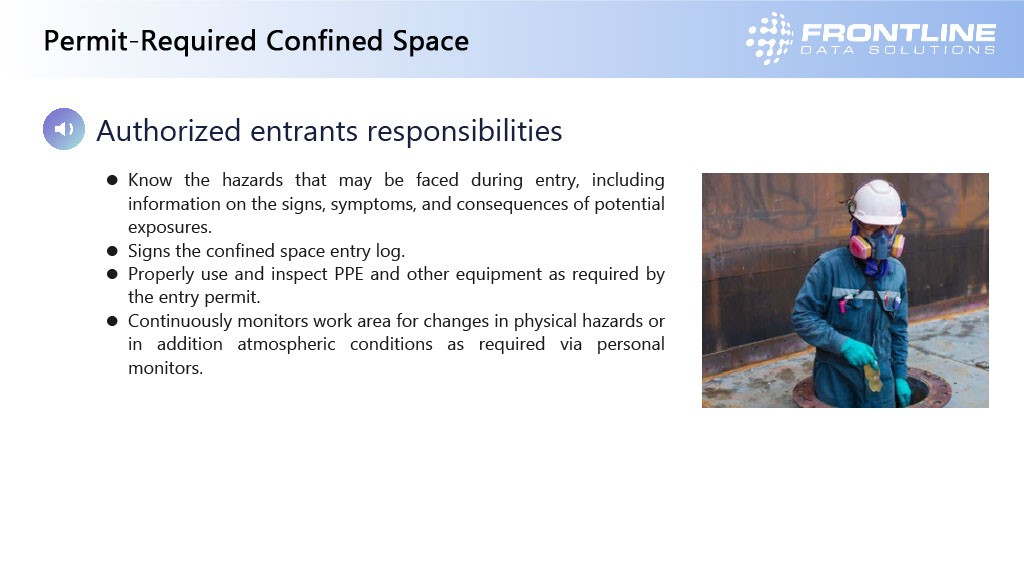 Permit-Required Confined Space
FRONTLINE
DATA SOLUTIONS
Authorized entrants responsibilities
● Know the hazards that may be faced during entry, including
information on the signs, symptoms, and consequences of potential
exposures.
● Signs the confined space entry log.
● Properly use and inspect PPE and other equipment as required by
the entry permit.
● Continuously monitors work area for changes in physical hazards or
in addition atmospheric conditions as required via personal
monitors.